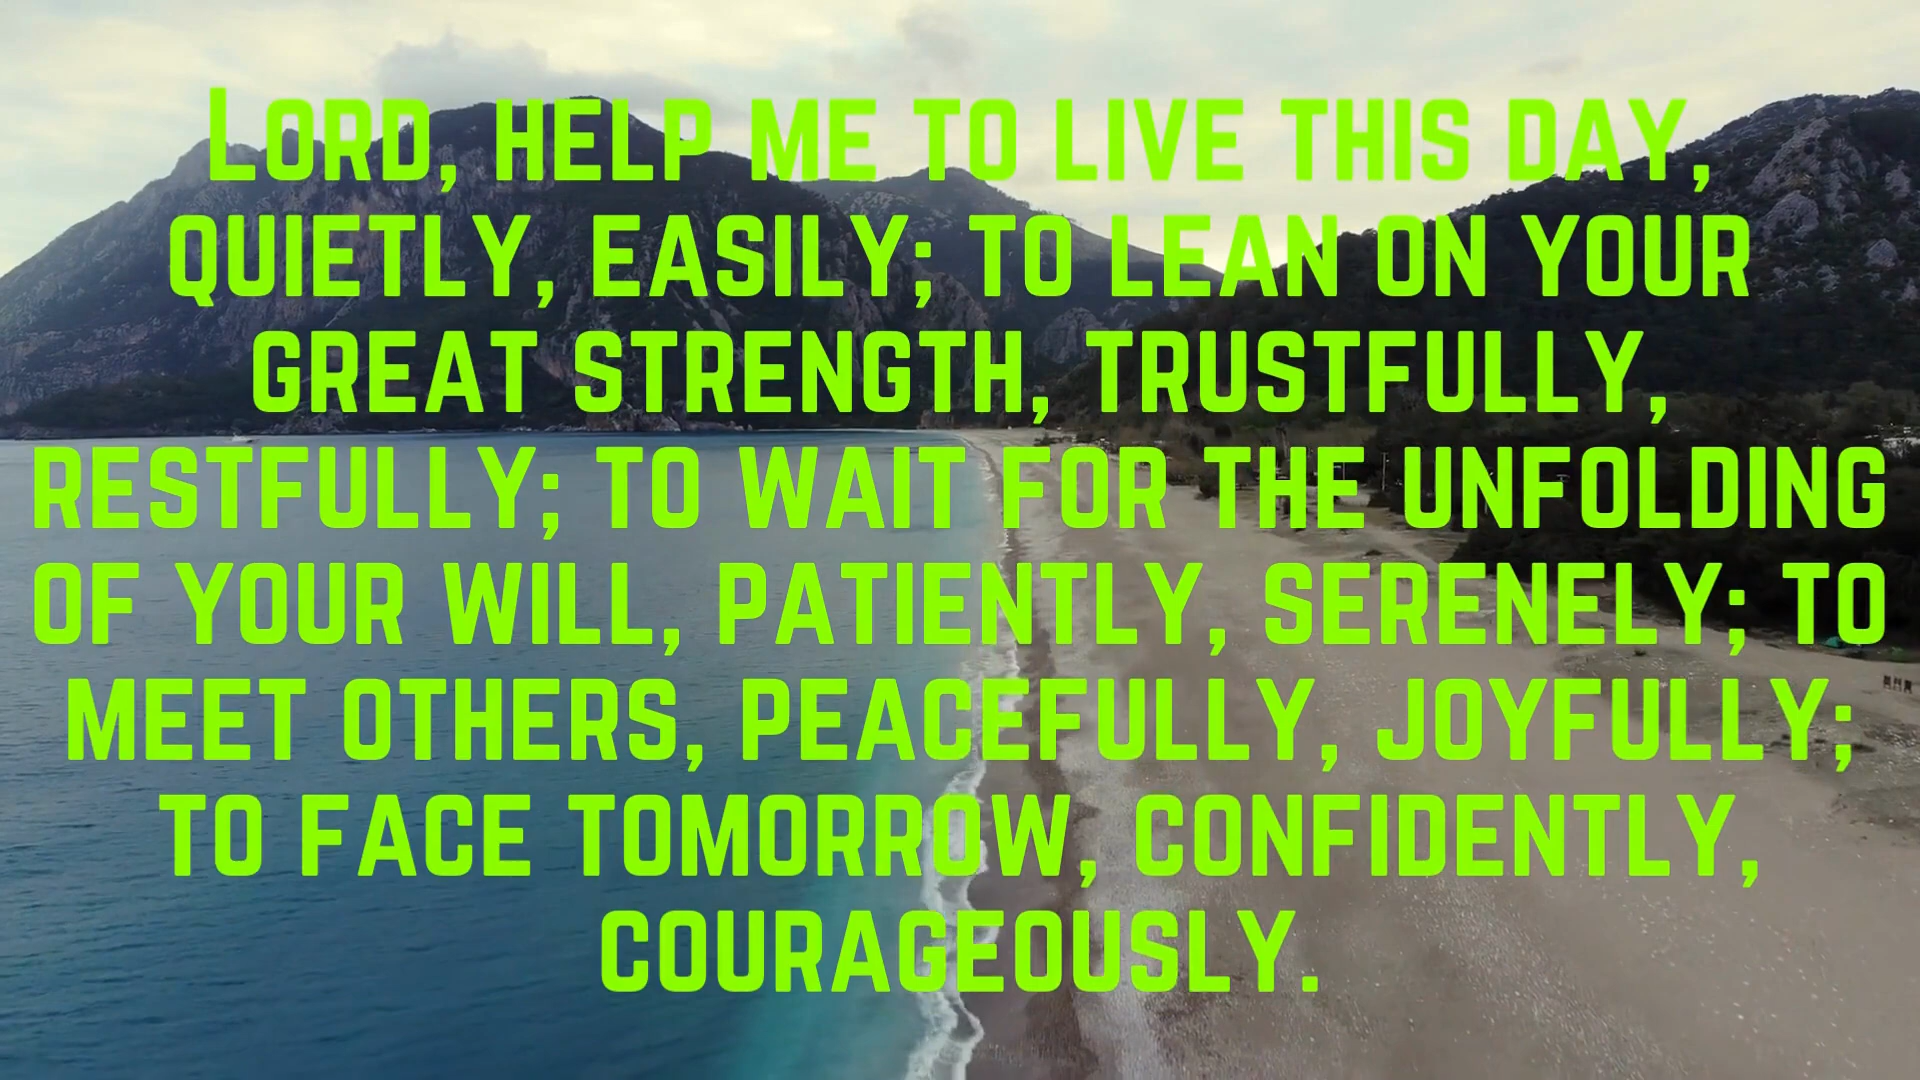 Lord, help me to live this day,
quietly, easily; to lean on your
great strength, trustfully,
restfully; to wait for the unfolding
of your will, patiently, serenely; to
meet others, peacefully, joyfully;
to face tomorrow, confidently,
courageously.